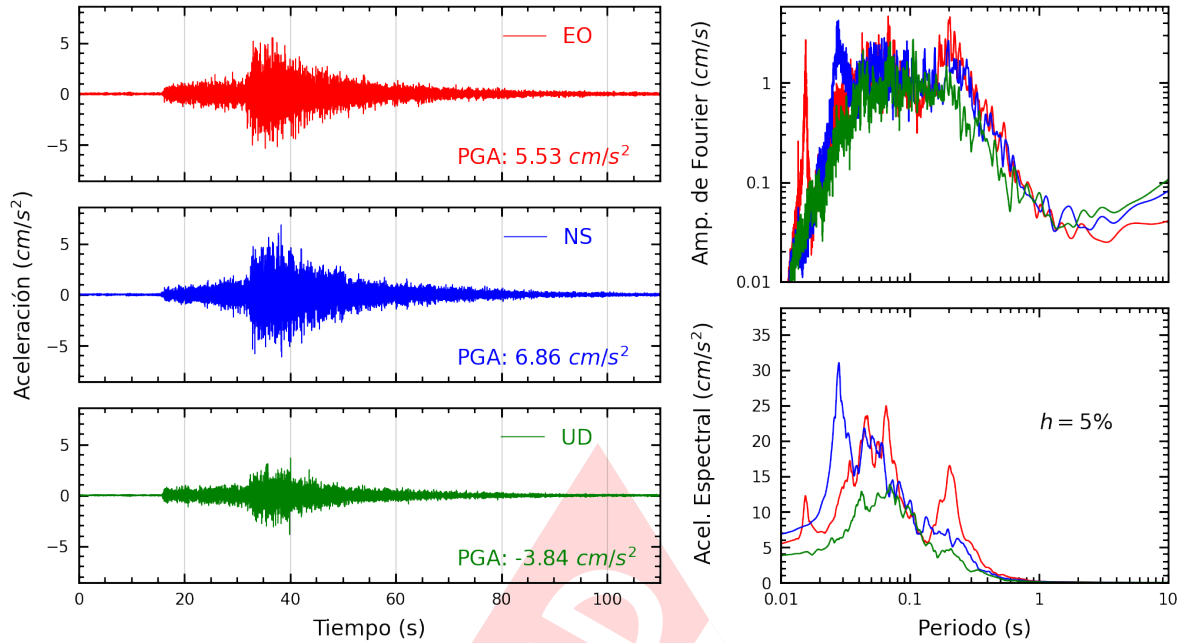 Aceleración (cm/s²)
5
0
−5
EO
PGA: 5.53 cm/s²
5
0
−5
NS
PGA: 6.86 cm/s²
5
0
−5
UD
PGA: -3.84 cm/s²
0 20 40 60 80 100
Tiempo (s)
Amp. de Fourier (cm/s)
1
0.1
0.01
Acel. Espectral (cm/s²)
35
30
25
20
15
10
5
0
h = 5%
0.01 0.1 1 10
Periodo (s)